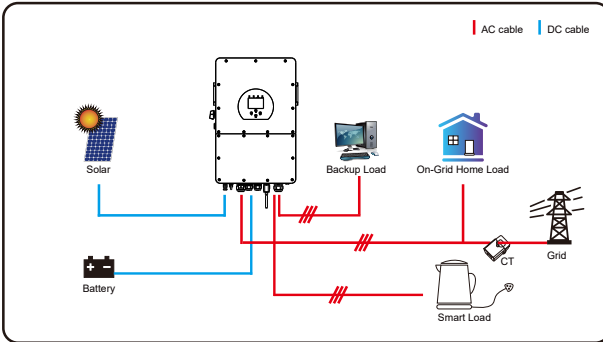 AC cable
DC cable
Solar
Backup Load
On-Grid Home Load
CT
Grid
Battery
Smart Load